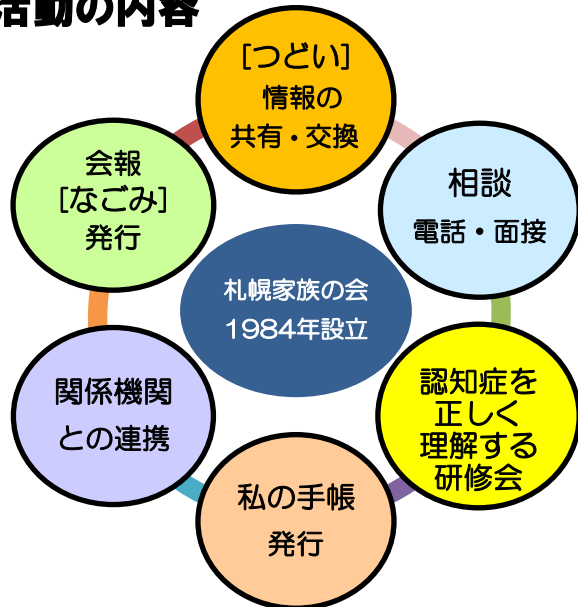 活動の内容
[つどい]
情報の
共有・交換
相談
電話・面接
認知症を
正しく
理解する
研修会
私の手帳
発行
関係機関
との連携
会報
[なごみ]
発行
札幌家族の会
1984年設立